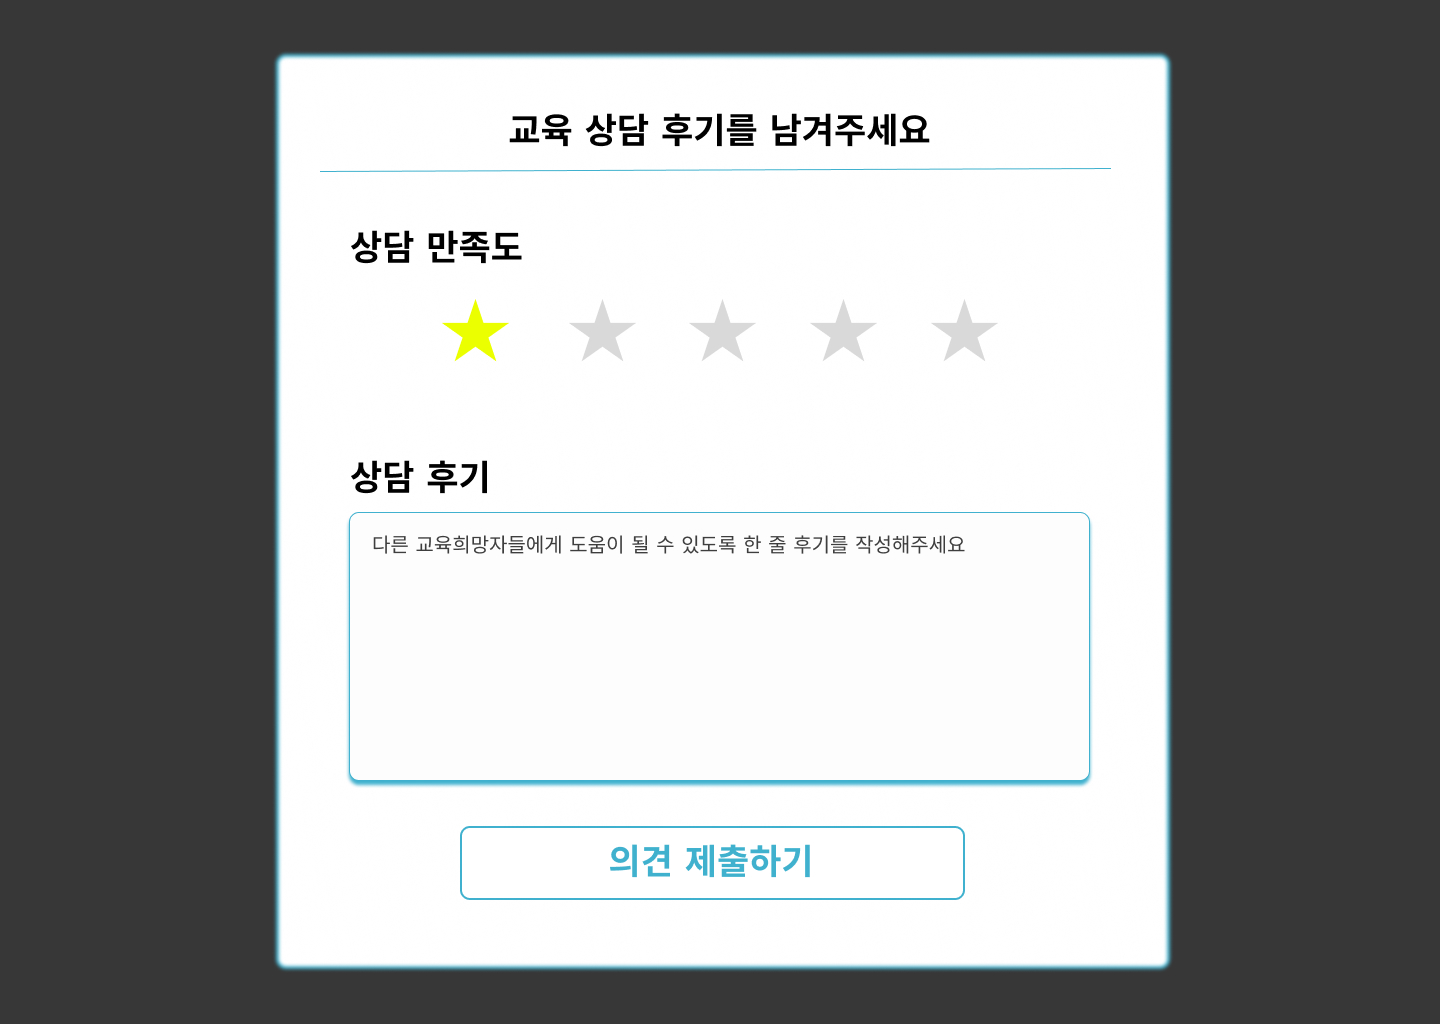 교육 상담 후기를 남겨주세요
상담 만족도
상담 후기
다른 교육희망자들에게 도움이 될 수 있도록 한 줄 후기를 작성해주세요
의견 제출하기